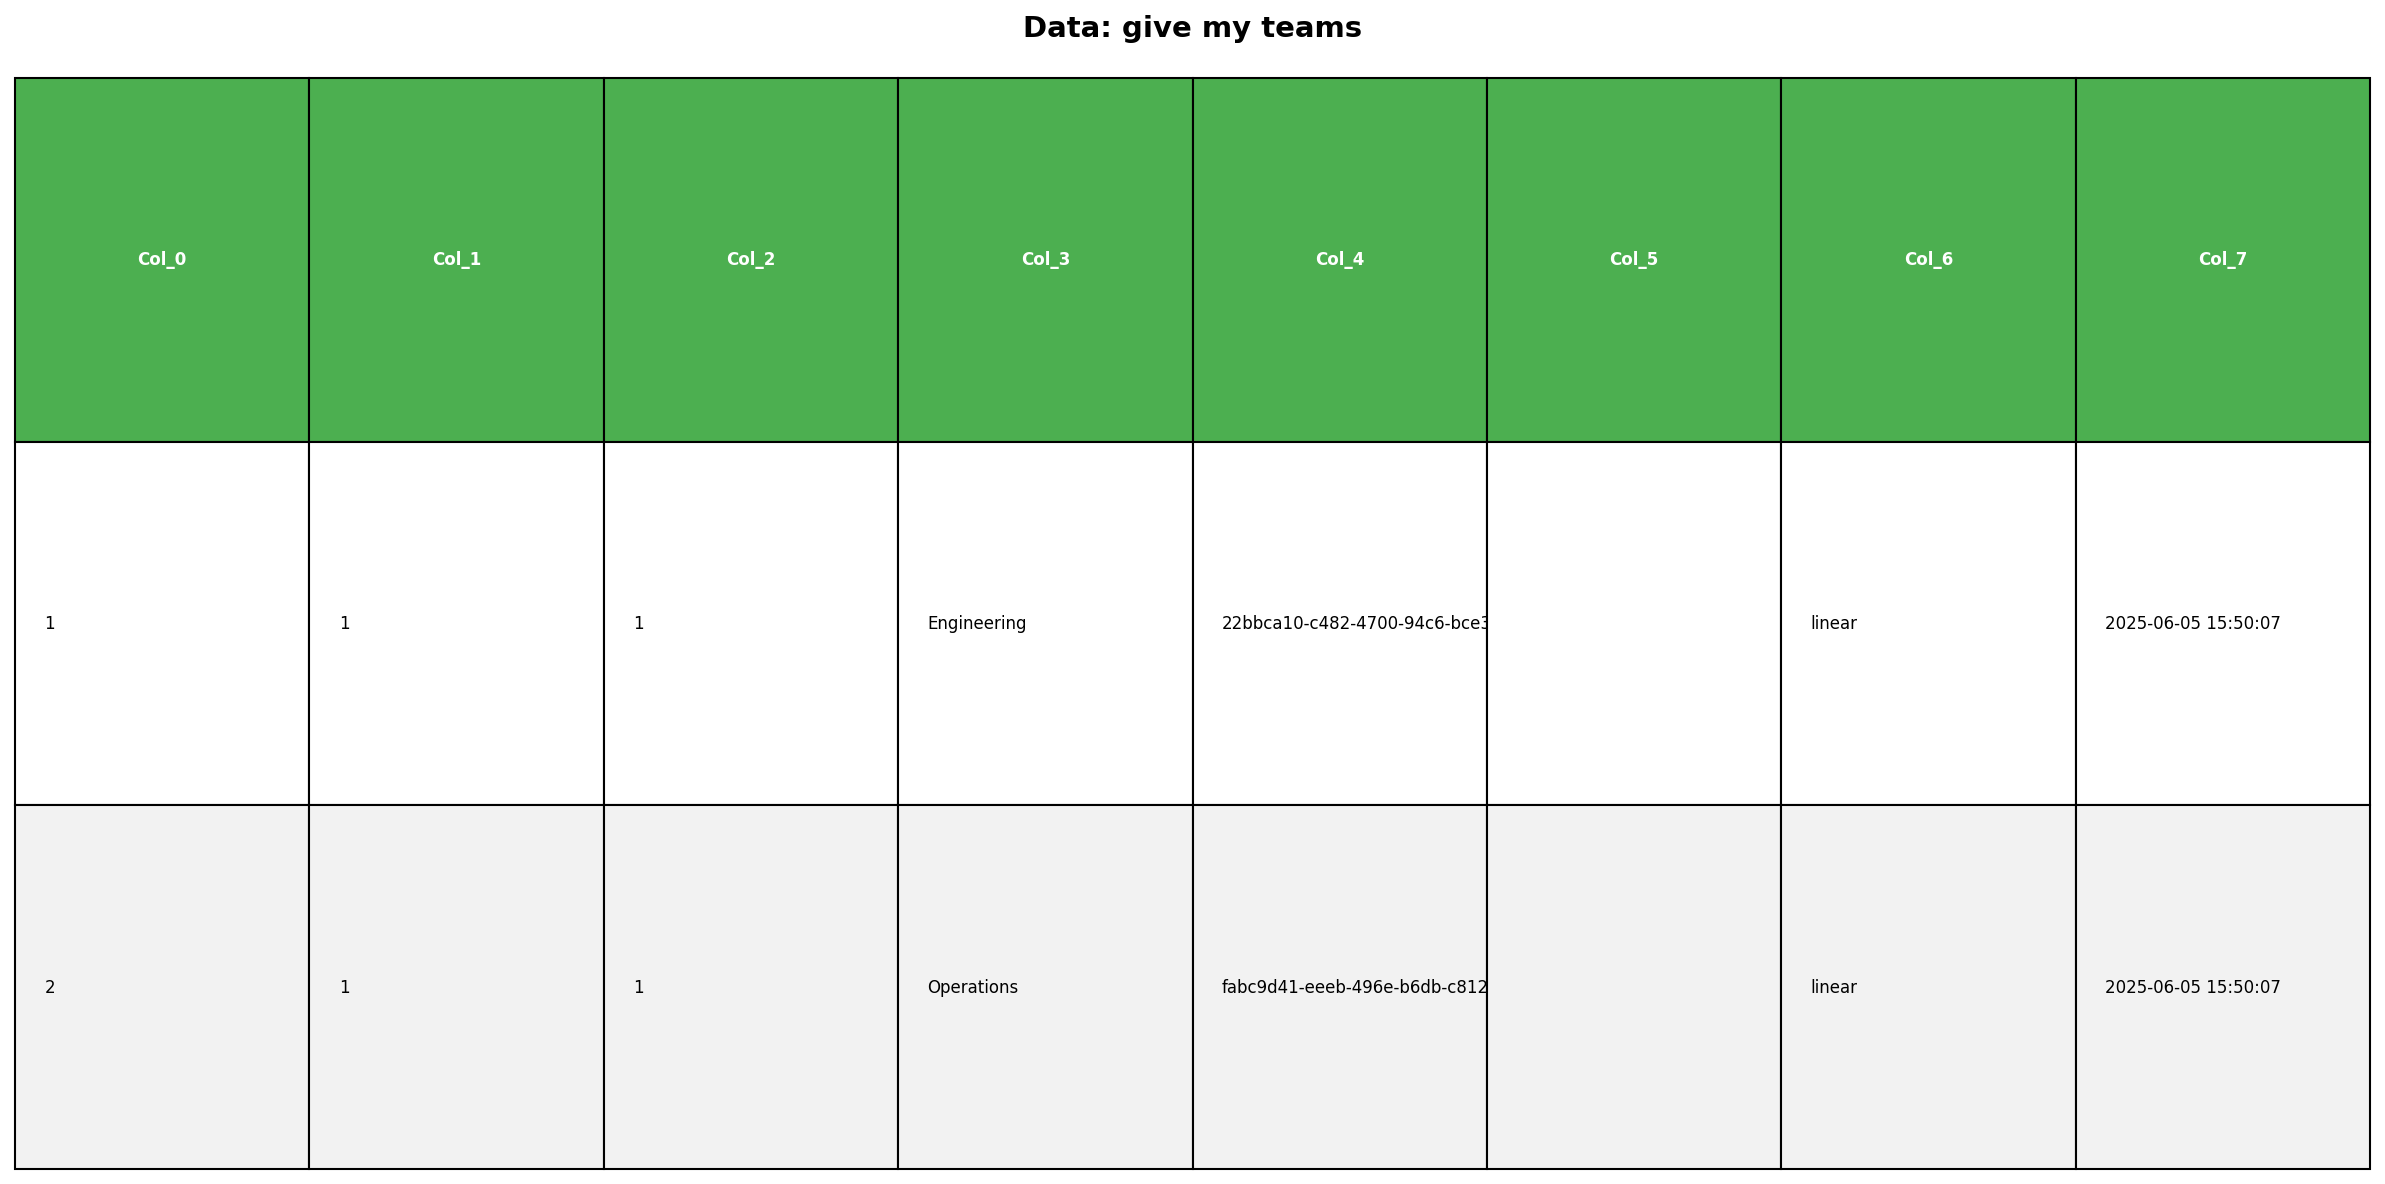 Data: give my teams
Col_0 Col_1 Col_2 Col_3 Col_4 Col_5 Col_6 Col_7
1 1 1 Engineering 22bbca10-c482-4700-94c6-bce3 linear 2025-06-05 15:50:07
2 1 1 Operations fabc9d41-eeeb-496e-b6db-c812 linear 2025-06-05 15:50:07